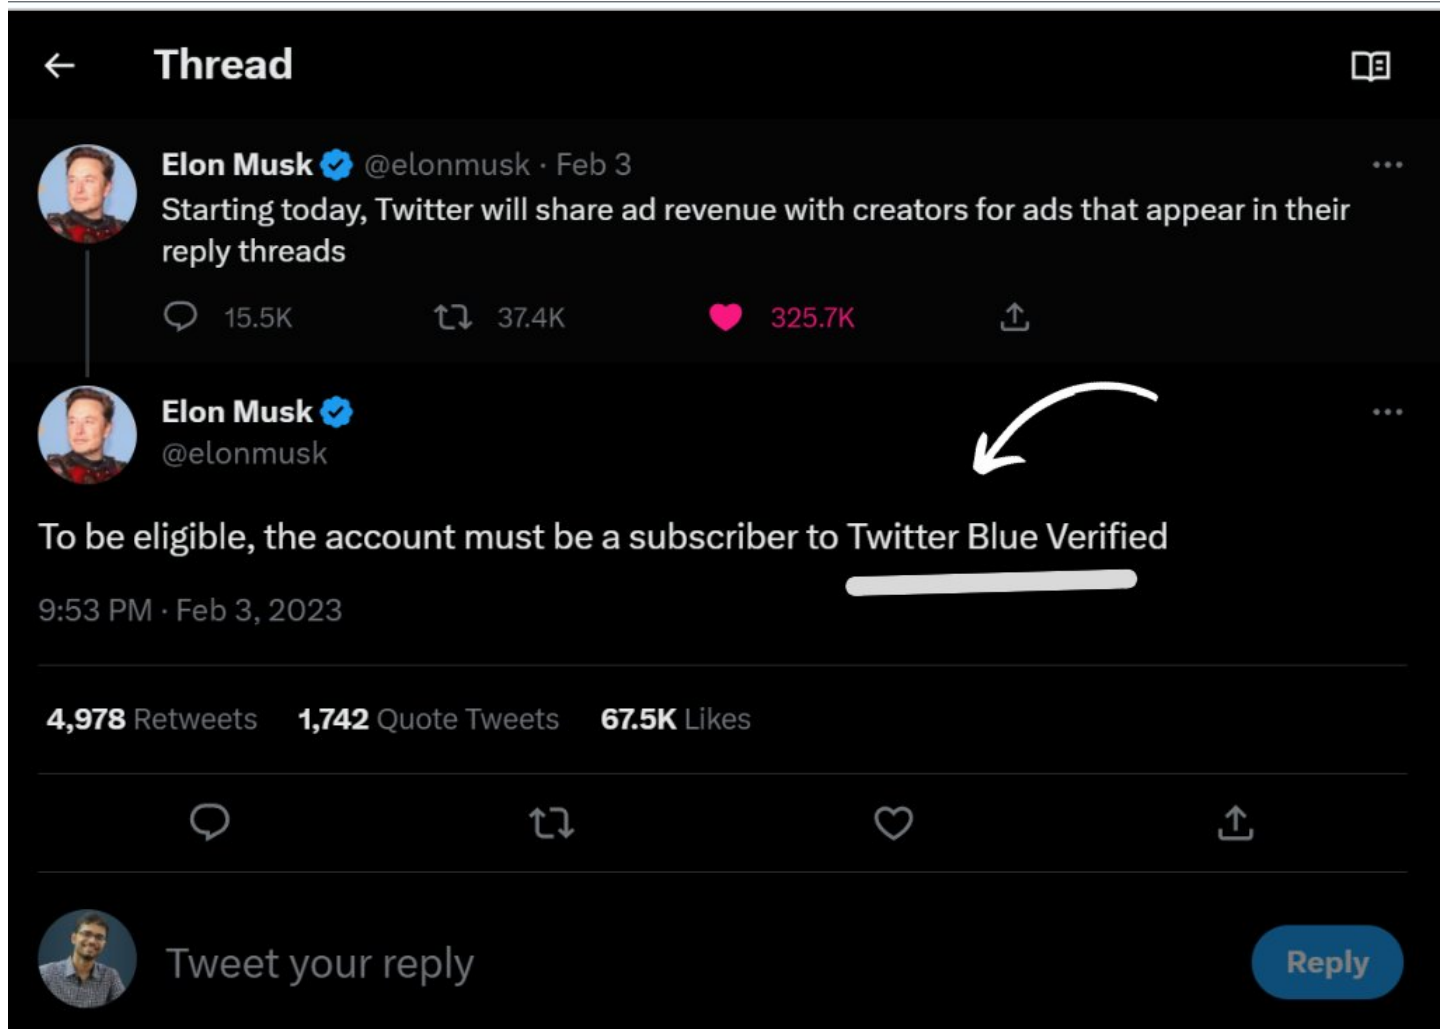 Thread
Elon Musk @elonmusk · Feb 3
Starting today, Twitter will share ad revenue with creators for ads that appear in their
reply threads
15.5K 37.4K 325.7K
Elon Musk
@elonmusk
To be eligible, the account must be a subscriber to Twitter Blue Verified
9:53 PM · Feb 3, 2023
4,978 Retweets 1,742 Quote Tweets 67.5K Likes
Tweet your reply Reply